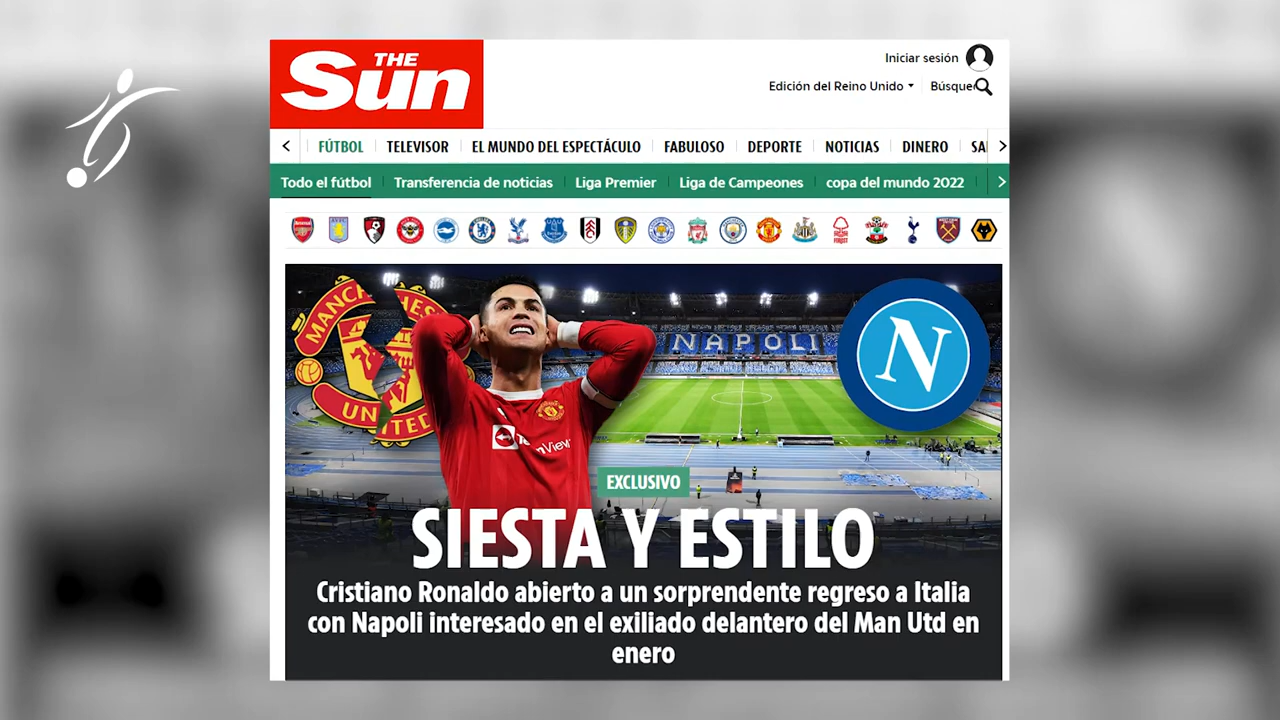 THE
Sun
Iniciar sesión
Edición del Reino Unido
Búsque
FÚTBOL TELEVISOR EL MUNDO DEL ESPECTÁCULO FABULOSO DEPORTE NOTICIAS DINERO SA
Todo el fútbol Transferencia de noticias Liga Premier Liga de Campeones copa del mundo 2022
MANCHESTER
UNITED
NAPOLI
N
EXCLUSIVO
SIESTA Y ESTILO
Cristiano Ronaldo abierto a un sorprendente regreso a Italia
con Napoli interesado en el exiliado delantero del Man Utd en
enero